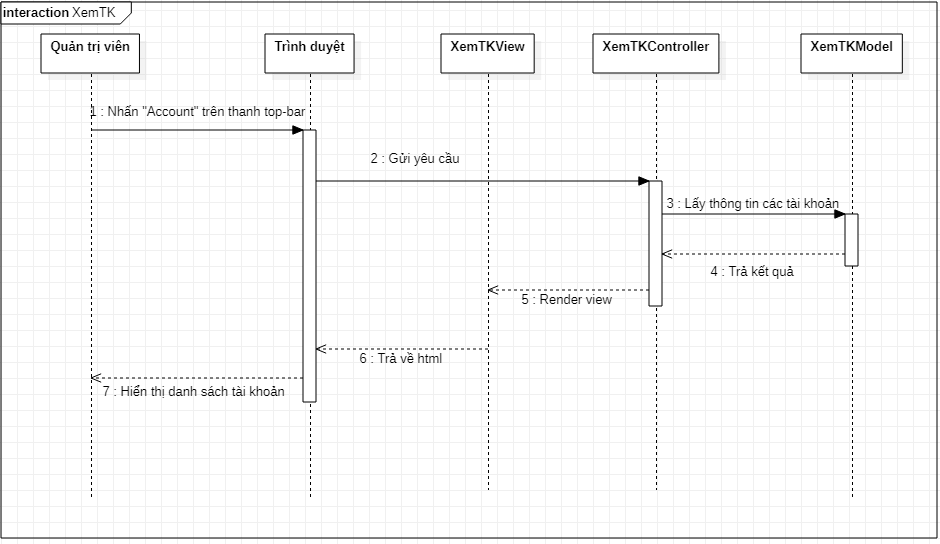 interaction XemTK
Quản trị viên
Trình duyệt
XemTKView
XemTKController
XemTKModel
1 : Nhấn "Account" trên thanh top-bar
2 : Gửi yêu cầu
3 : Lấy thông tin các tài khoản
4 : Trả kết quả
5 : Render view
6 : Trả về html
7 : Hiển thị danh sách tài khoản